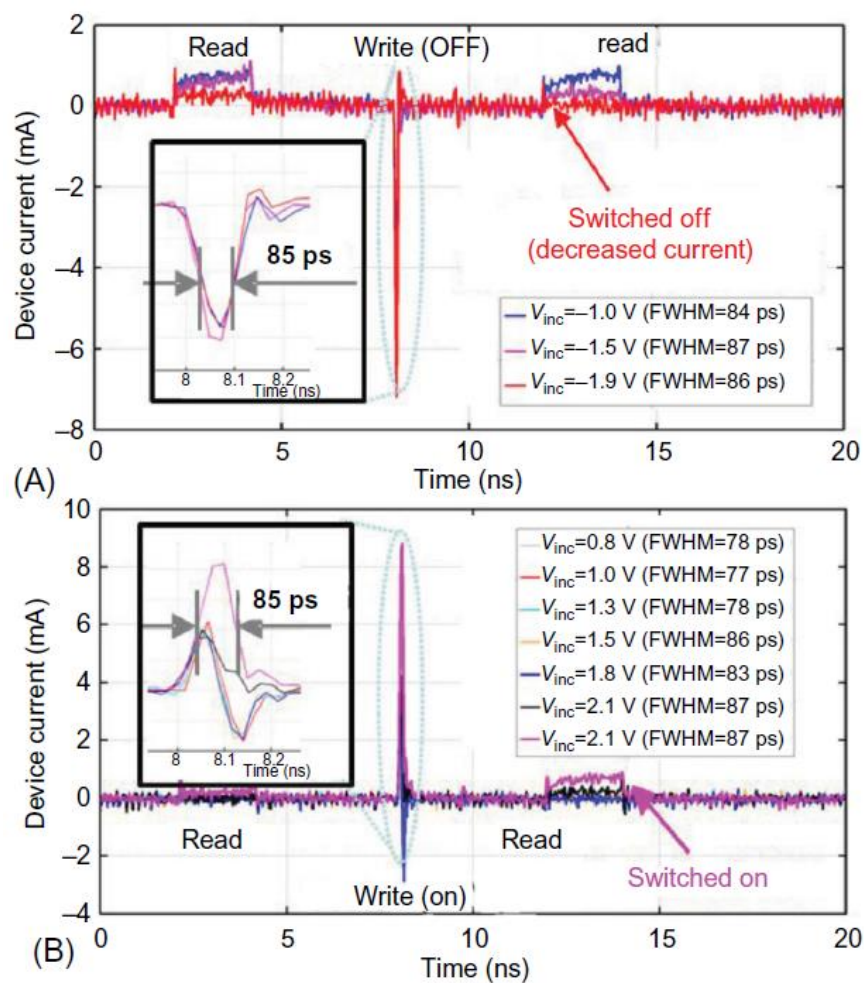 2
Read
Write (OFF)
read
0
Device current (mA)
−2
−4
−6
−8
85 ps
8
8.1
8.2
Time (ns)
Switched off
(decreased current)
Vinc=–1.0 V (FWHM=84 ps)
Vinc=–1.5 V (FWHM=87 ps)
Vinc=–1.9 V (FWHM=86 ps)
0
5
10
15
20
Time (ns)
(A)
10
8
6
4
2
0
−2
−4
Device current (mA)
85 ps
8
8.1
8.2
Time (ns)
Vinc=0.8 V (FWHM=78 ps)
Vinc=1.0 V (FWHM=77 ps)
Vinc=1.3 V (FWHM=78 ps)
Vinc=1.5 V (FWHM=86 ps)
Vinc=1.8 V (FWHM=83 ps)
Vinc=2.1 V (FWHM=87 ps)
Vinc=2.1 V (FWHM=87 ps)
Read
Read
Write (on)
Switched on
0
5
10
15
20
Time (ns)
(B)